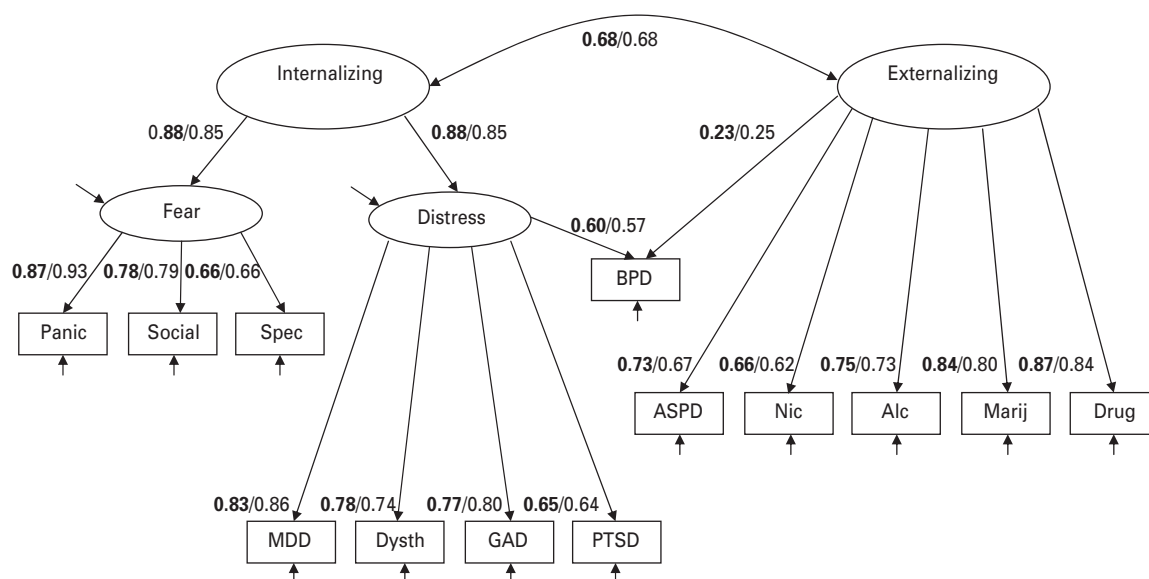 0.68/0.68
Internalizing
Externalizing
0.88/0.85
0.88/0.85
0.23/0.25
Fear
Distress
0.60/0.57
BPD
0.87/0.93
0.78/0.79
0.66/0.66
Panic
Social
Spec
0.73/0.67
0.66/0.62
0.75/0.73
0.84/0.80
0.87/0.84
ASPD
Nic
Alc
Marij
Drug
0.83/0.86
0.78/0.74
0.77/0.80
0.65/0.64
MDD
Dysth
GAD
PTSD